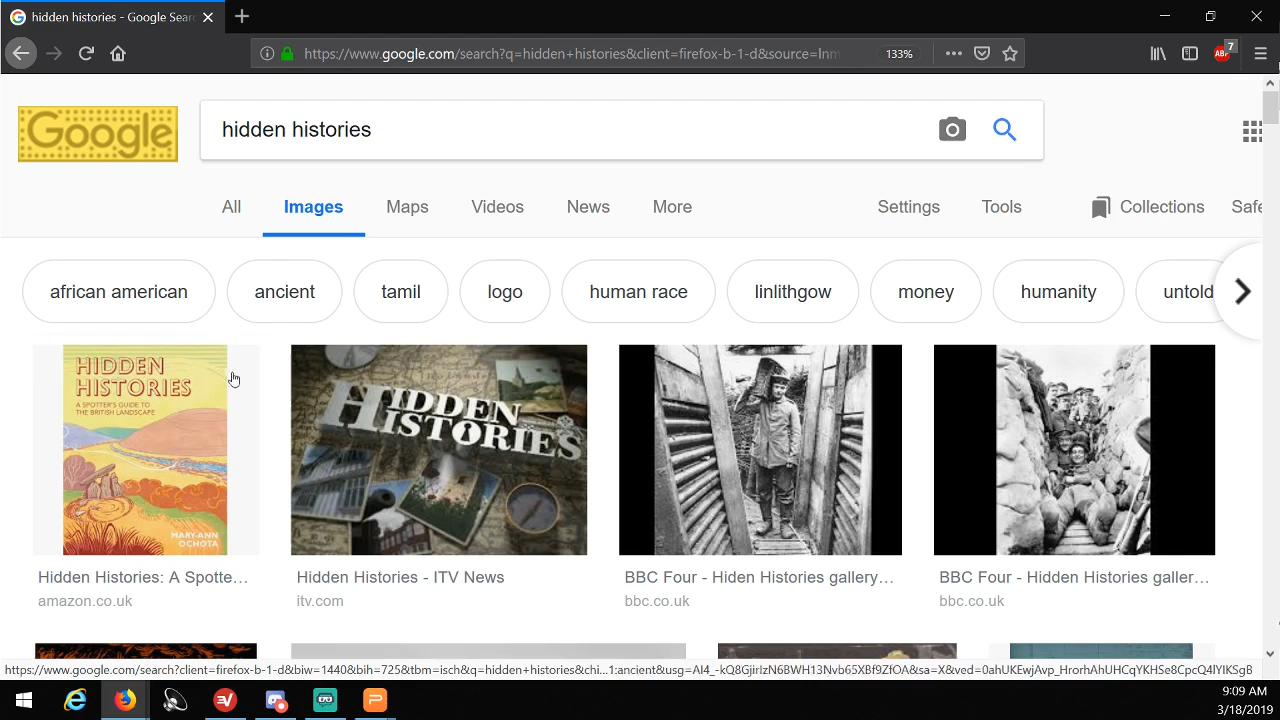 hidden histories - Google Sear
https://www.google.com/search?q=hidden+histories&client=firefox-b-1-d&source=lnm
133%
ABP
7
Google
hidden histories
All
Images
Maps
Videos
News
More
Settings
Tools
Collections
Safe
african american
ancient
tamil
logo
human race
linlithgow
money
humanity
untold
HIDDEN
HISTORIES
A SPOTTER'S GUIDE TO
THE BRITISH LANDSCAPE
MARY-ANN
OCHOTA
HIDDEN
HISTORIES
Hidden Histories: A Spotte...
amazon.co.uk
Hidden Histories - ITV News
itv.com
BBC Four - Hiden Histories gallery...
bbc.co.uk
BBC Four - Hidden Histories galler...
bbc.co.uk
https://www.google.com/search?client=firefox-b-1-d&biw=1440&bih=725&tbm=isch&q=hidden+histories&chi...1:ancient&usg=AI4_-kQ8GjirIzN6BWH13Nvb65XBf9ZfOA&sa=X&ved=0ahUKEwjAvp_HrorhAhUHCqYKHSe8CpcQ4lYIKSgB
9:09 AM
3/18/2019